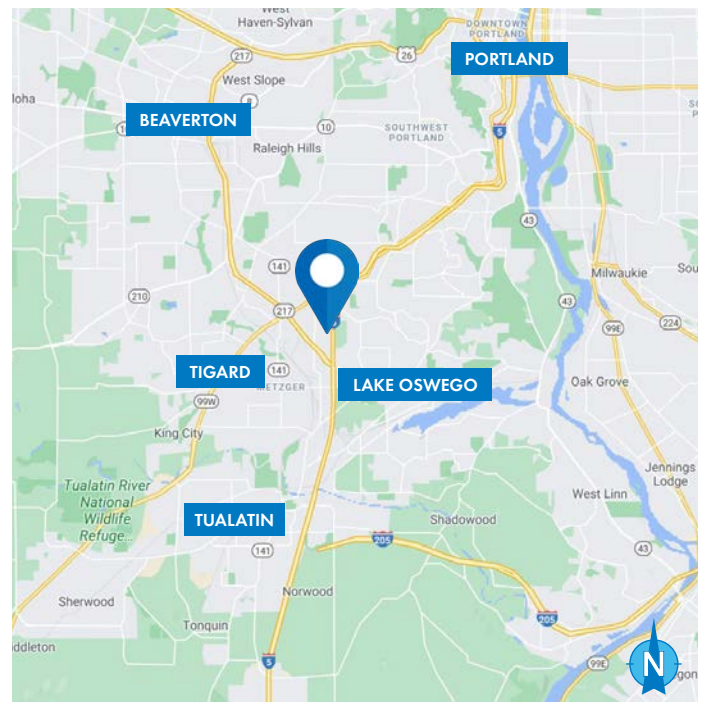 West
Haven-Sylvan
DOWNTOWN
PORTLAND
PORTLAND
217
26
West Slope
8
BEAVERTON
10
SOUTHWEST
PORTLAND
5
Raleigh Hills
43
141
Milwaukie
210
43
217
99E
224
TIGARD
141
LAKE OSWEGO
METZGER
Oak Grove
99W
King City
Jennings
Lodge
Tualatin River
National
Wildlife
Refuge...
West Linn
TUALATIN
Shadowood
205
141
43
Norwood
Sherwood
205
Tonquin
5
99E
N